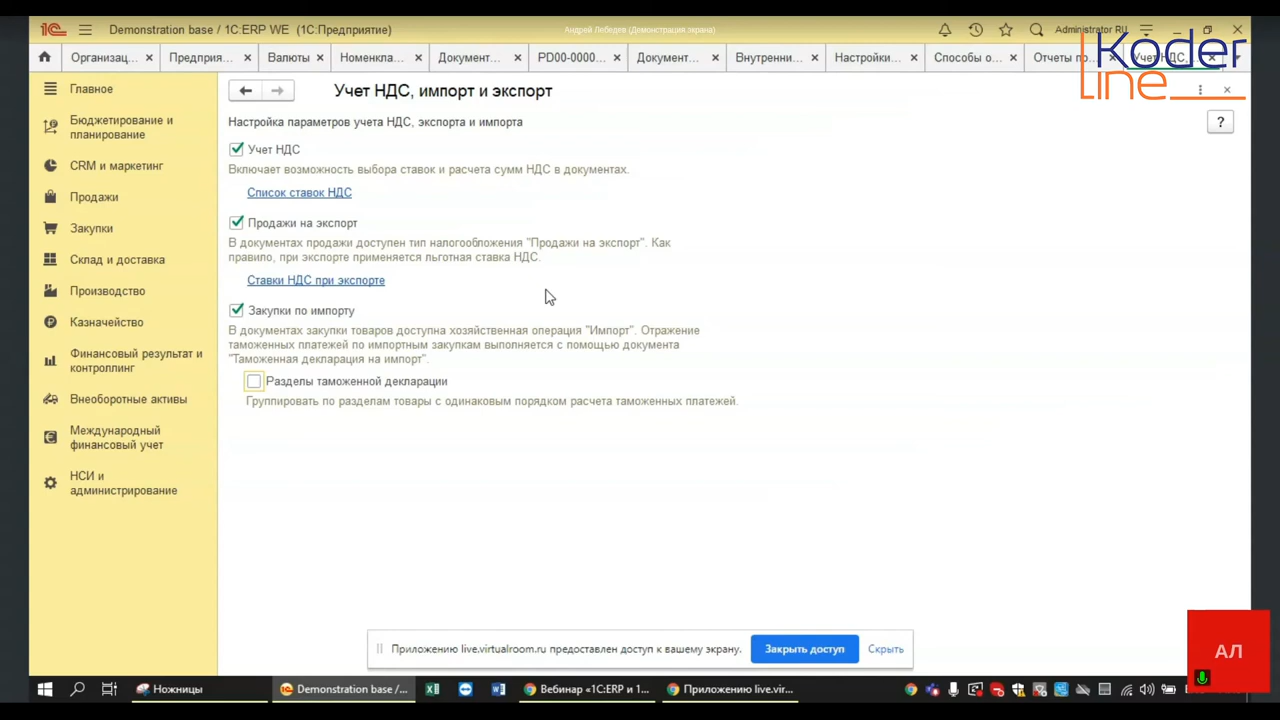 Demonstration base / 1C:ERP WE (1С:Предприятие)
Андрей Лебедев (Демонстрация экрана)
Administrator RU
Koder
line
Организац...
Предприя...
Валюты
Номенкла...
Документ...
PD00-0000...
Документ...
Внутренни...
Настройки...
Способы о...
Отчеты по...
Учет НДС,
Главное
Бюджетирование и
планирование
CRM и маркетинг
Продажи
Закупки
Склад и доставка
Производство
Казначейство
Финансовый результат и
контроллинг
Внеоборотные активы
Международный
финансовый учет
НСИ и
администрирование
Учет НДС, импорт и экспорт
?
Настройка параметров учета НДС, экспорта и импорта
Учет НДС
Включает возможность выбора ставок и расчета сумм НДС в документах.
Список ставок НДС
Продажи на экспорт
В документах продажи доступен тип налогообложения "Продажи на экспорт". Как
правило, при экспорте применяется льготная ставка НДС.
Ставки НДС при экспорте
Закупки по импорту
В документах закупки товаров доступна хозяйственная операция "Импорт". Отражение
таможенных платежей по импортным закупкам выполняется с помощью документа
"Таможенная декларация на импорт".
Разделы таможенной декларации
Группировать по разделам товары с одинаковым порядком расчета таможенных платежей.
Приложению live.virtualroom.ru предоставлен доступ к вашему экрану.
Закрыть доступ
Скрыть
АЛ
Ножницы
Demonstration base /...
Вебинар «1С:ERP и 1...
Приложению live.vir...